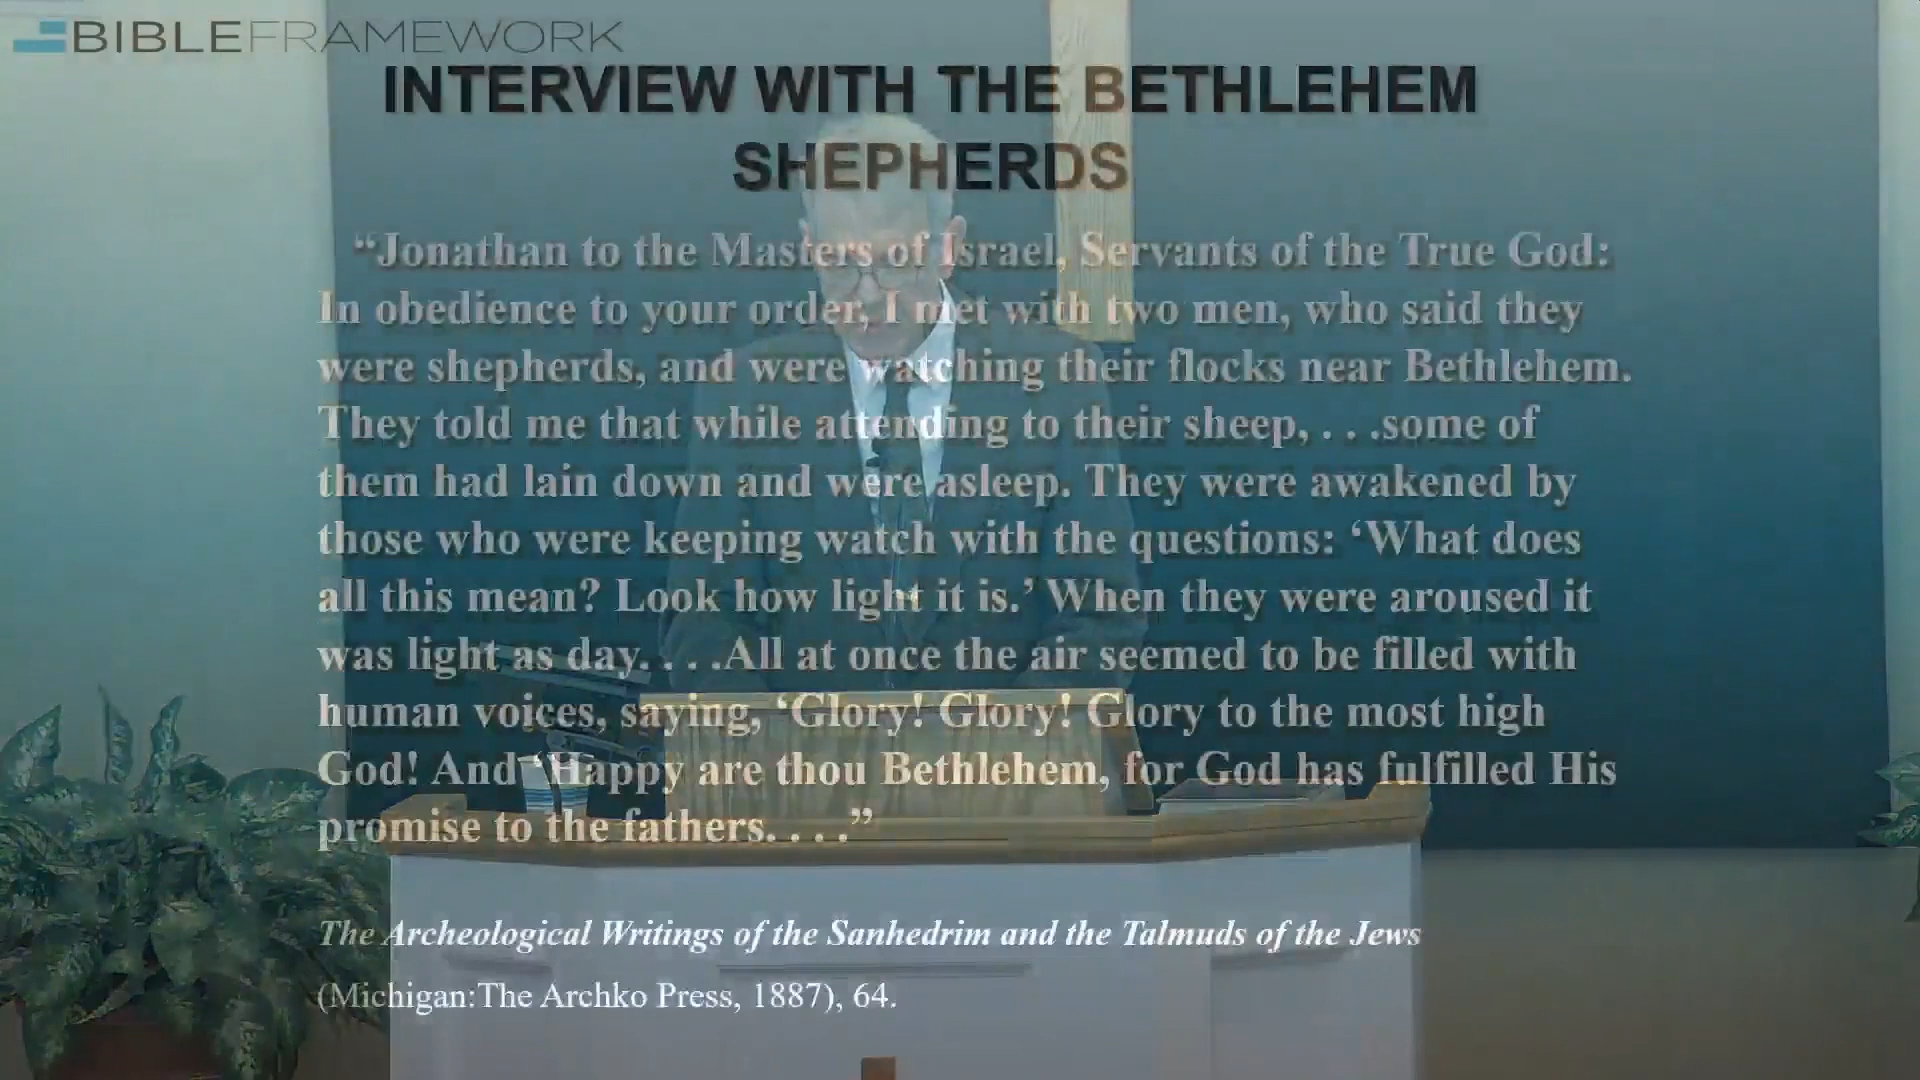 BIBLEFRAMEWORK
INTERVIEW WITH THE BETHLEHEM
SHEPHERDS
“Jonathan to the Masters of Israel, Servants of the True God:
In obedience to your order, I met with two men, who said they
were shepherds, and were watching their flocks near Bethlehem.
They told me that while attending to their sheep, . . .some of
them had lain down and were asleep. They were awakened by
those who were keeping watch with the questions: ‘What does
all this mean? Look how light it is.’ When they were aroused it
was light as day. . . .All at once the air seemed to be filled with
human voices, saying, ‘Glory! Glory! Glory to the most high
God! And ‘Happy are thou Bethlehem, for God has fulfilled His
promise to the fathers. . . .”
The Archeological Writings of the Sanhedrim and the Talmuds of the Jews
(Michigan:The Archko Press, 1887), 64.